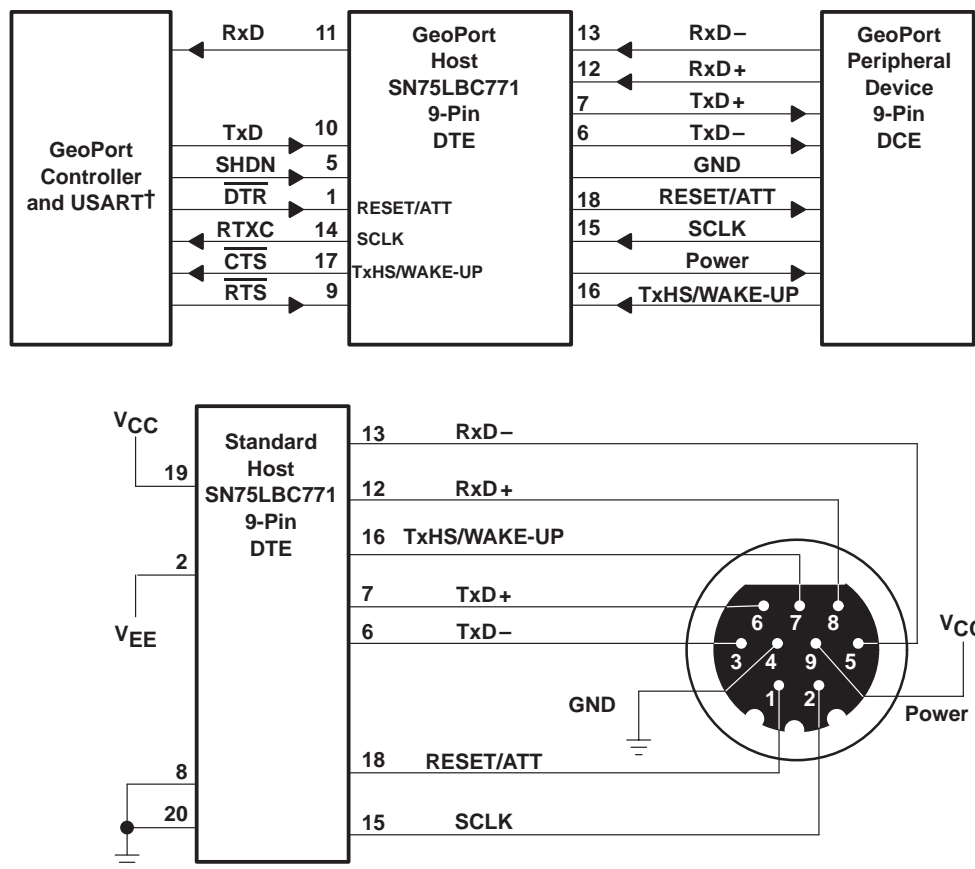 RxD 11
TxD 10
SHDN 5
DTR 1
RTXC 14
CTS 17
RTS 9
GeoPort
Controller
and USART†
GeoPort
Host
SN75LBC771
9-Pin
DTE
RESET/ATT
SCLK
TxHS/WAKE-UP
13 RxD–
12 RxD+
7 TxD+
6 TxD–
GND
18 RESET/ATT
15 SCLK
Power
16 TxHS/WAKE-UP
GeoPort
Peripheral
Device
9-Pin
DCE
VCC
19
2
VEE
8
20
Standard
Host
SN75LBC771
9-Pin
DTE
13 RxD–
12 RxD+
16 TxHS/WAKE-UP
7 TxD+
6 TxD–
18 RESET/ATT
15 SCLK
GND
6 7 8
3 4 9 5
1 2
VCC
Power